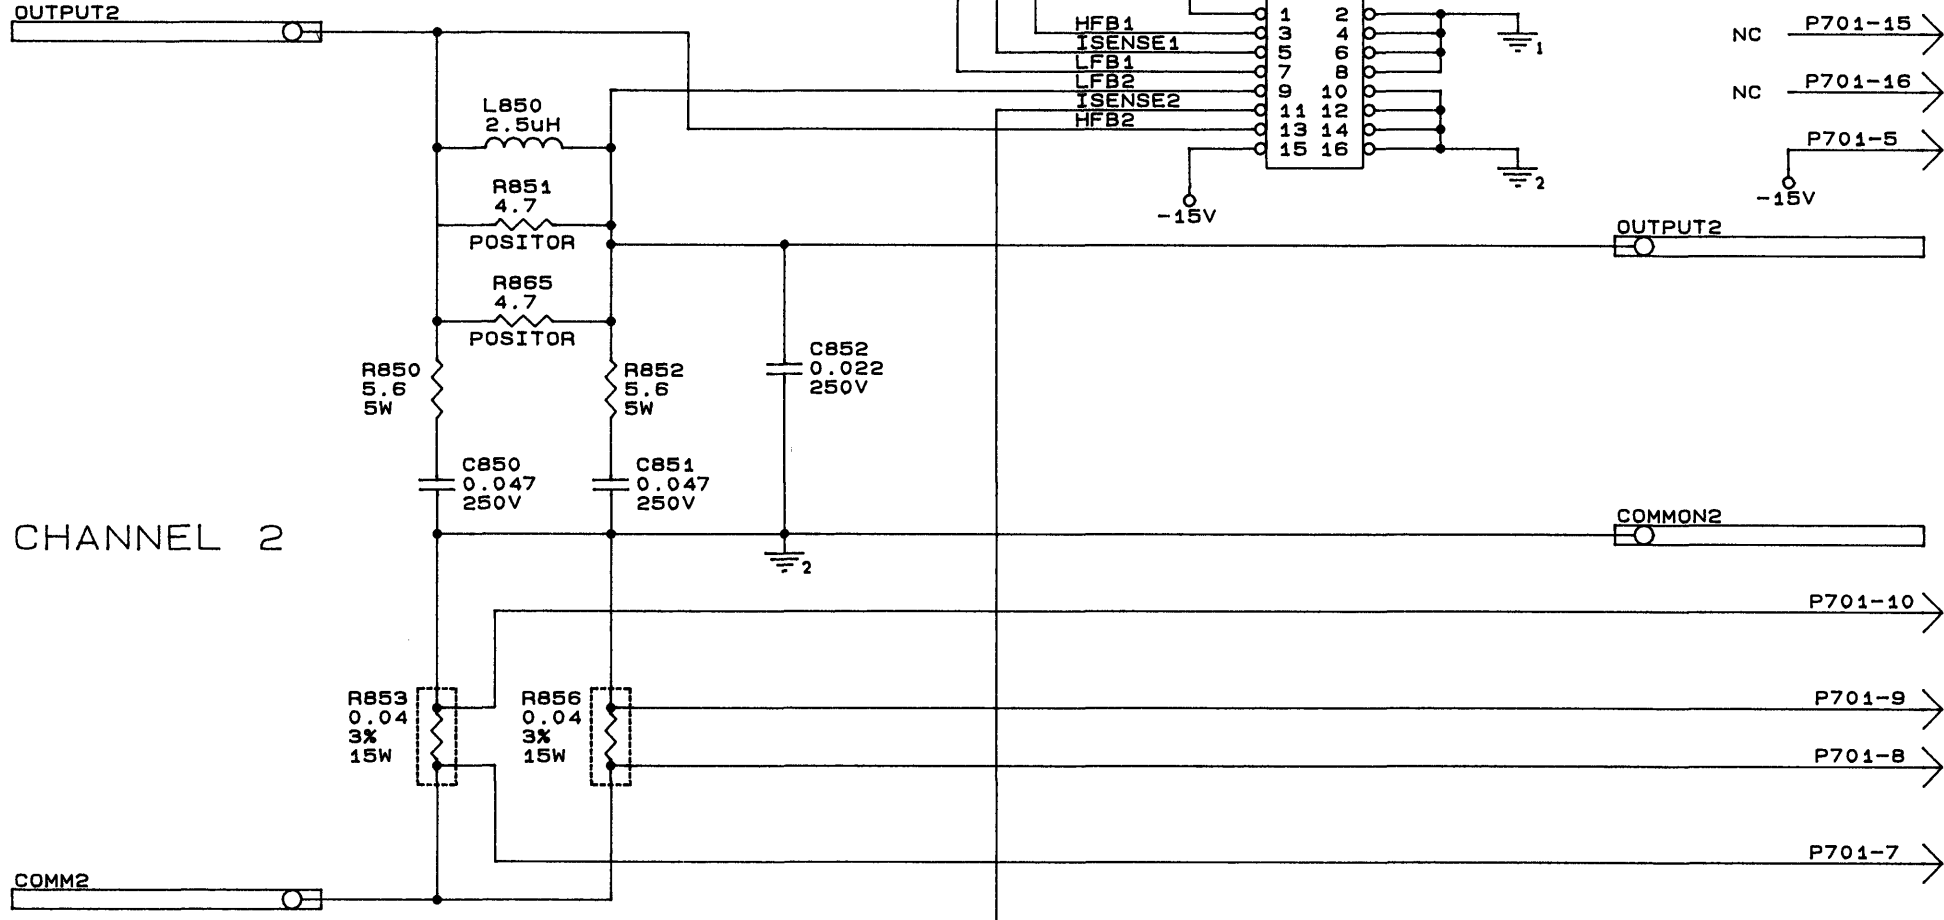 OUTPUT2
1 2
HFB1
3 4
1
ISENSE1
5 6
LFB1
7 8
LFB2
9 10
ISENSE2
11 12
HFB2
13 14
15 16
2
-15V
NC P701-15
NC P701-16
P701-5
-15V
L850
2.5uH
R851
4.7
POSITOR
OUTPUT2
R865
4.7
POSITOR
R850
5.6
5W
R852
5.6
5W
C852
0.022
250V
C850
0.047
250V
C851
0.047
250V
CHANNEL 2
2
COMMON2
P701-10
R853
0.04
3%
15W
R856
0.04
3%
15W
P701-9
P701-8
P701-7
COMM2